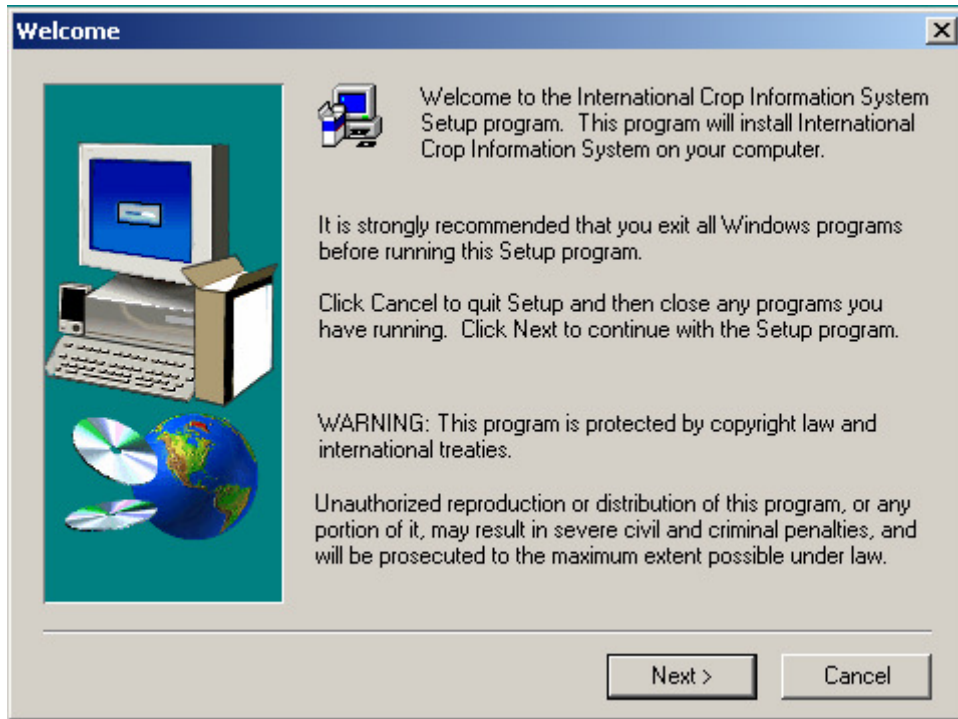 Welcome
Welcome to the International Crop Information System
Setup program.  This program will install International
Crop Information System on your computer.
It is strongly recommended that you exit all Windows programs
before running this Setup program.
Click Cancel to quit Setup and then close any programs you
have running.  Click Next to continue with the Setup program.
WARNING: This program is protected by copyright law and
international treaties.
Unauthorized reproduction or distribution of this program, or any
portion of it, may result in severe civil and criminal penalties, and
will be prosecuted to the maximum extent possible under law.
Next >
Cancel